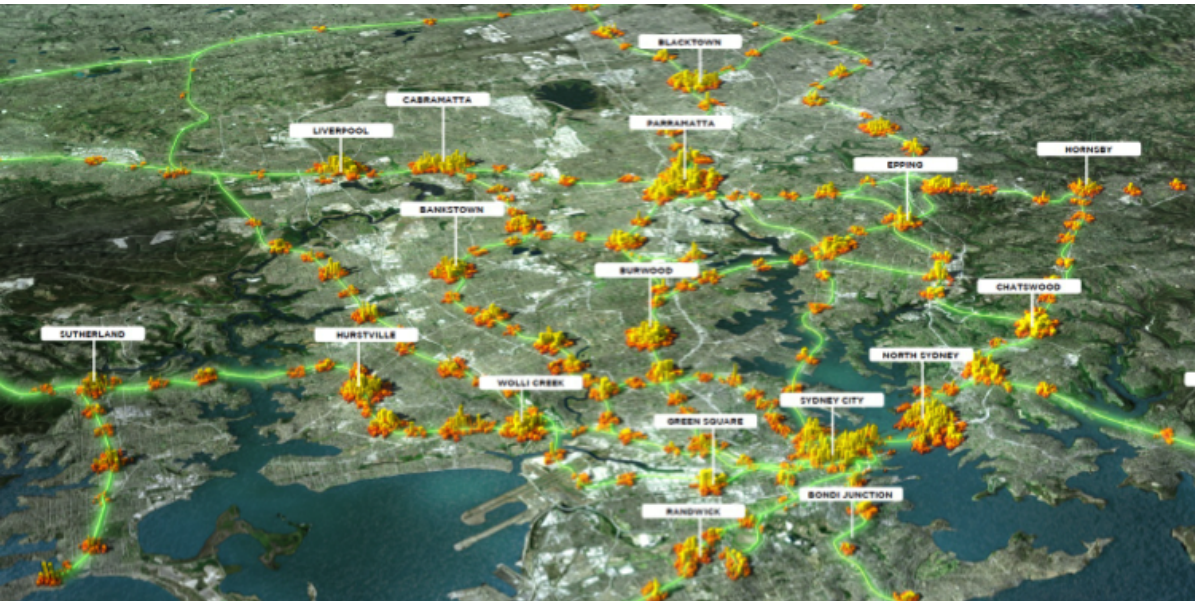 BLACKTOWN
CABRAMATTA
PARRAMATTA
LIVERPOOL
HORNSBY
EPPING
BANKSTOWN
BURWOOD
CHATSWOOD
SUTHERLAND
HURSTVILLE
NORTH SYDNEY
WOLLI CREEK
SYDNEY CITY
GREEN SQUARE
BONDI JUNCTION
RANDWICK